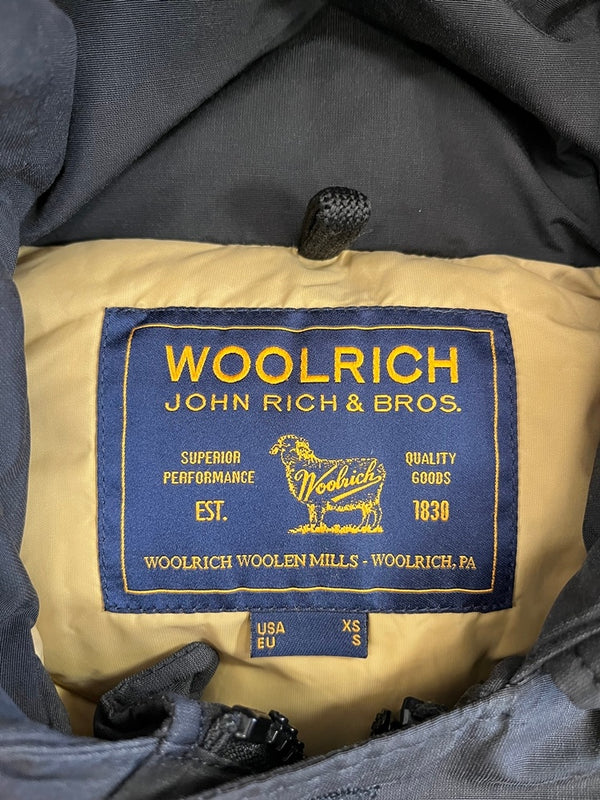 WOOLRICH
JOHN RICH & BROS.
SUPERIOR
PERFORMANCE
EST.
Woolrich
QUALITY
GOODS
1830
WOOLRICH WOOLEN MILLS - WOOLRICH, PA
USA XS
EU S